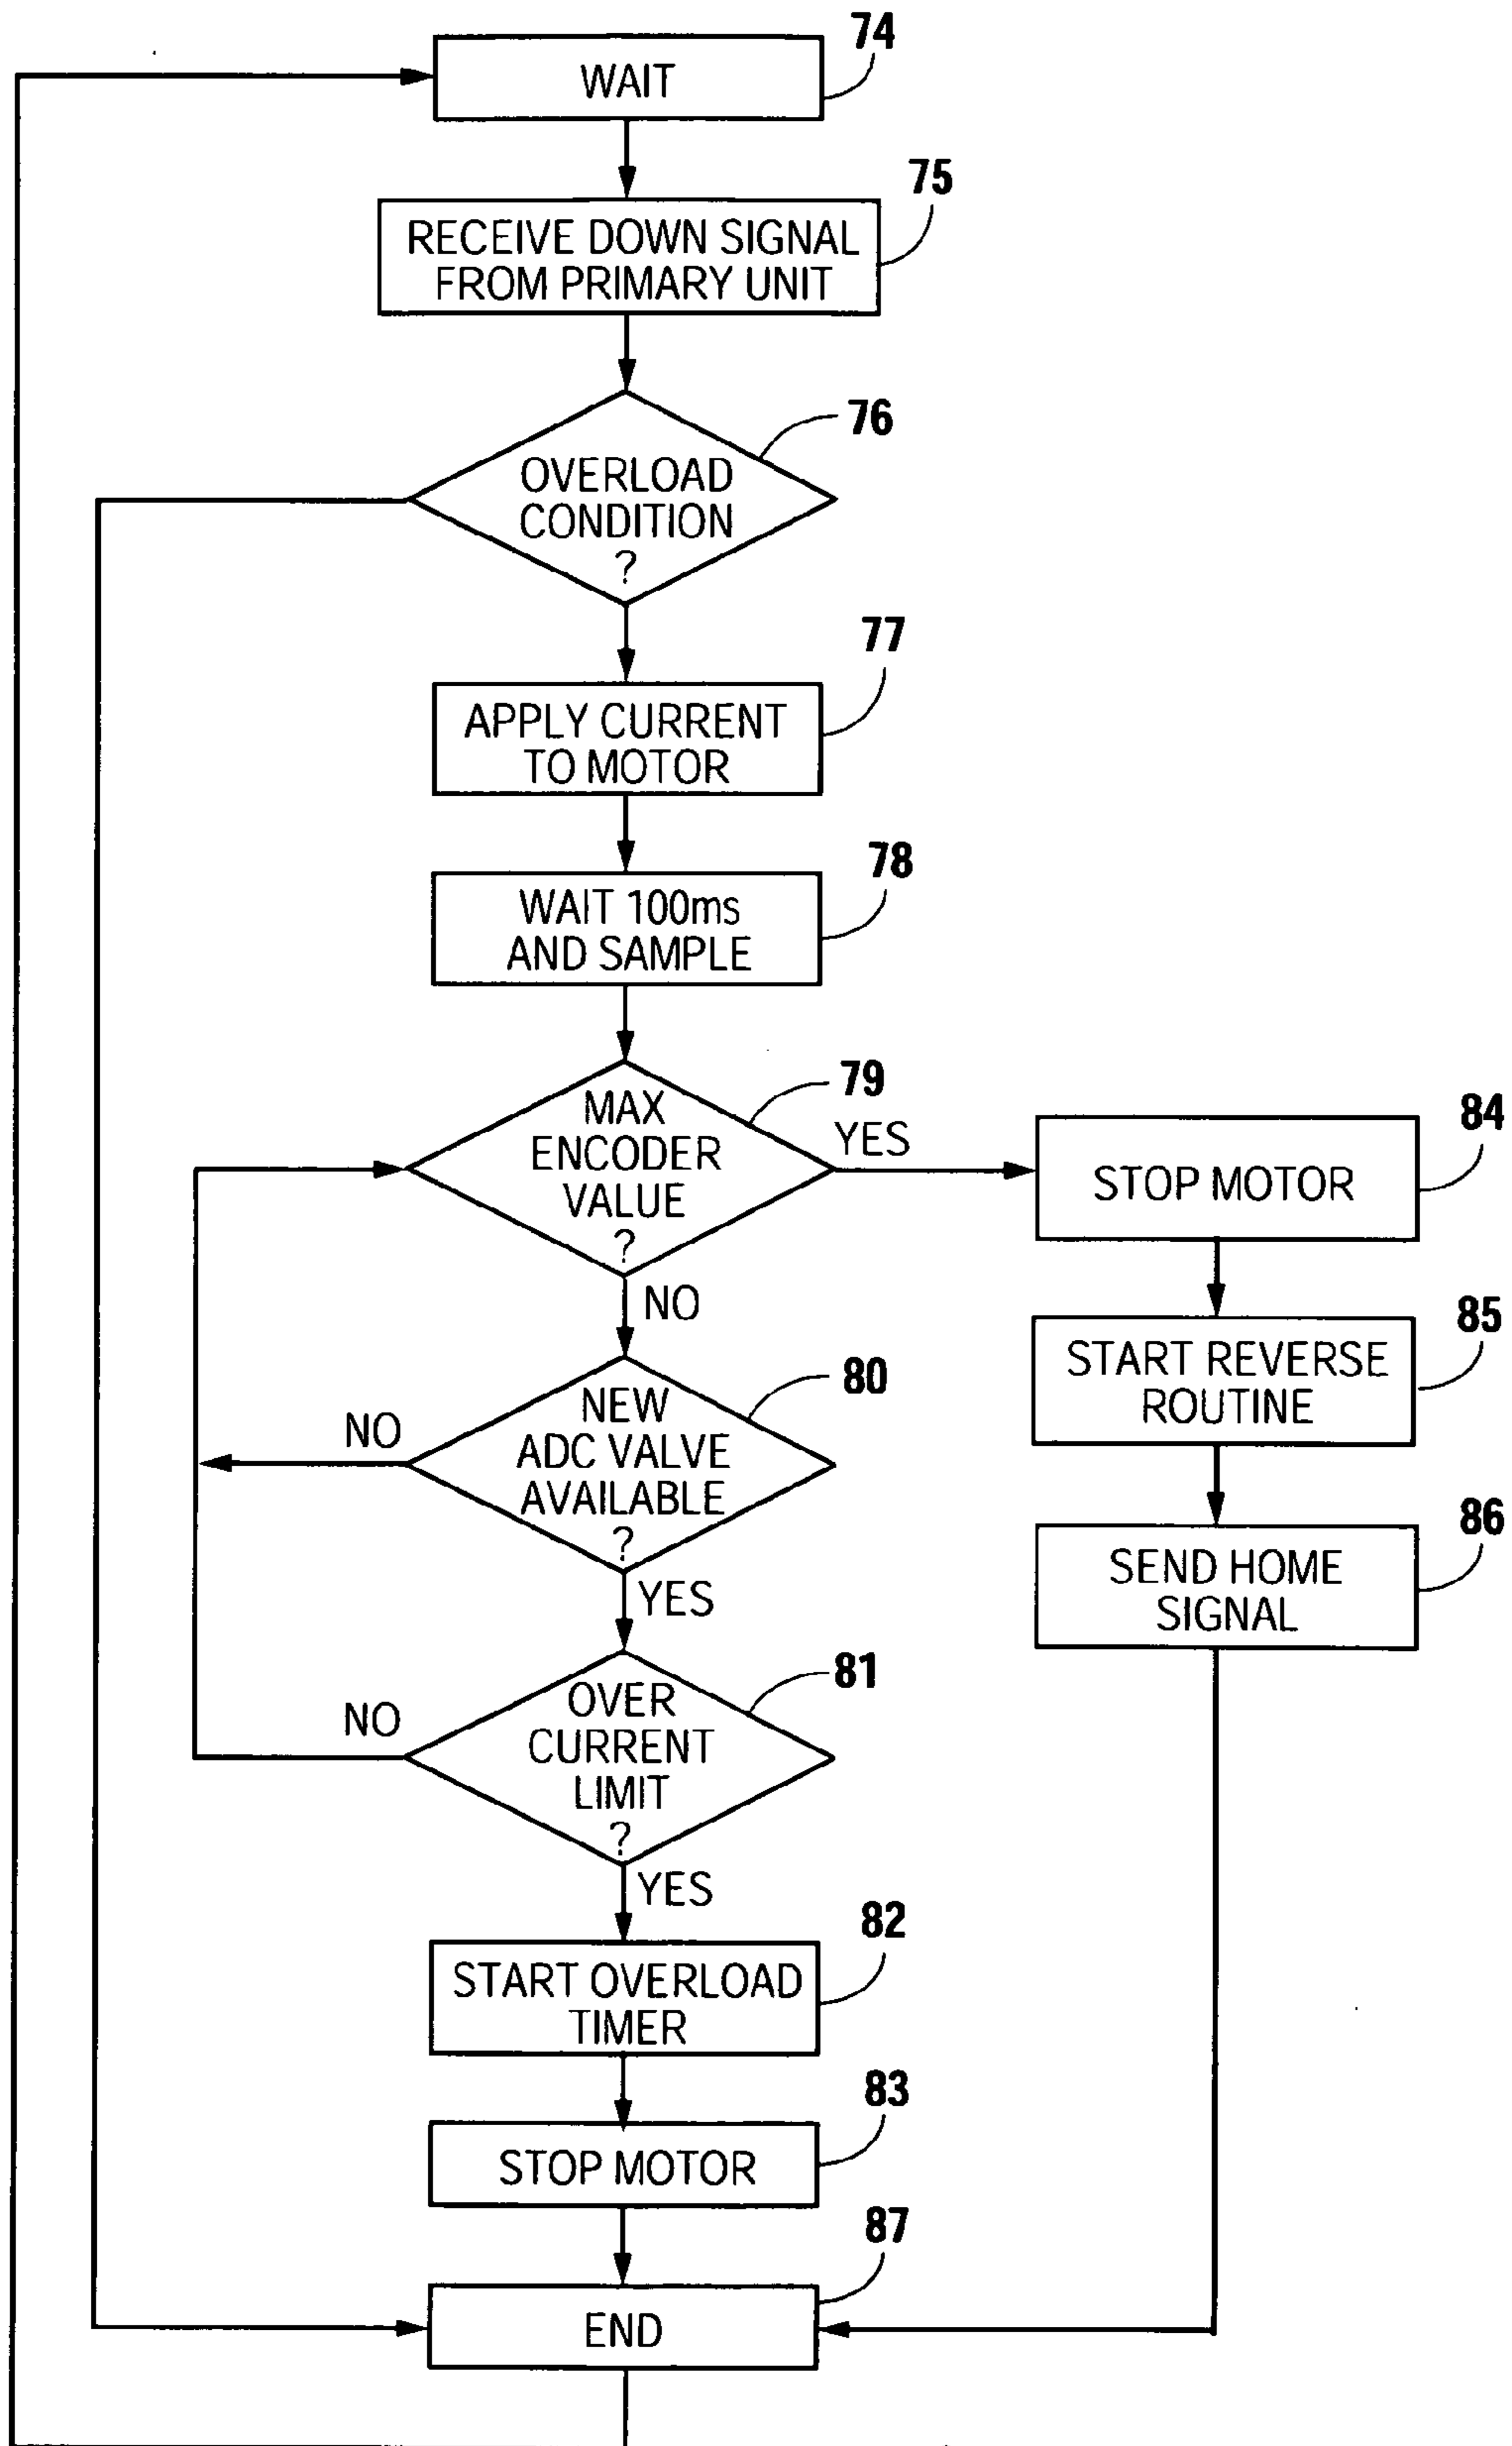 74
WAIT
75
RECEIVE DOWN SIGNAL
FROM PRIMARY UNIT
76
OVERLOAD
CONDITION
?
77
APPLY CURRENT
TO MOTOR
78
WAIT 100ms
AND SAMPLE
79
MAX
ENCODER
VALUE
?
YES
84
STOP MOTOR
NO
85
START REVERSE
ROUTINE
80
NEW
ADC VALVE
AVAILABLE
?
NO
86
SEND HOME
SIGNAL
YES
81
OVER
CURRENT
LIMIT
?
NO
YES
82
START OVERLOAD
TIMER
83
STOP MOTOR
87
END